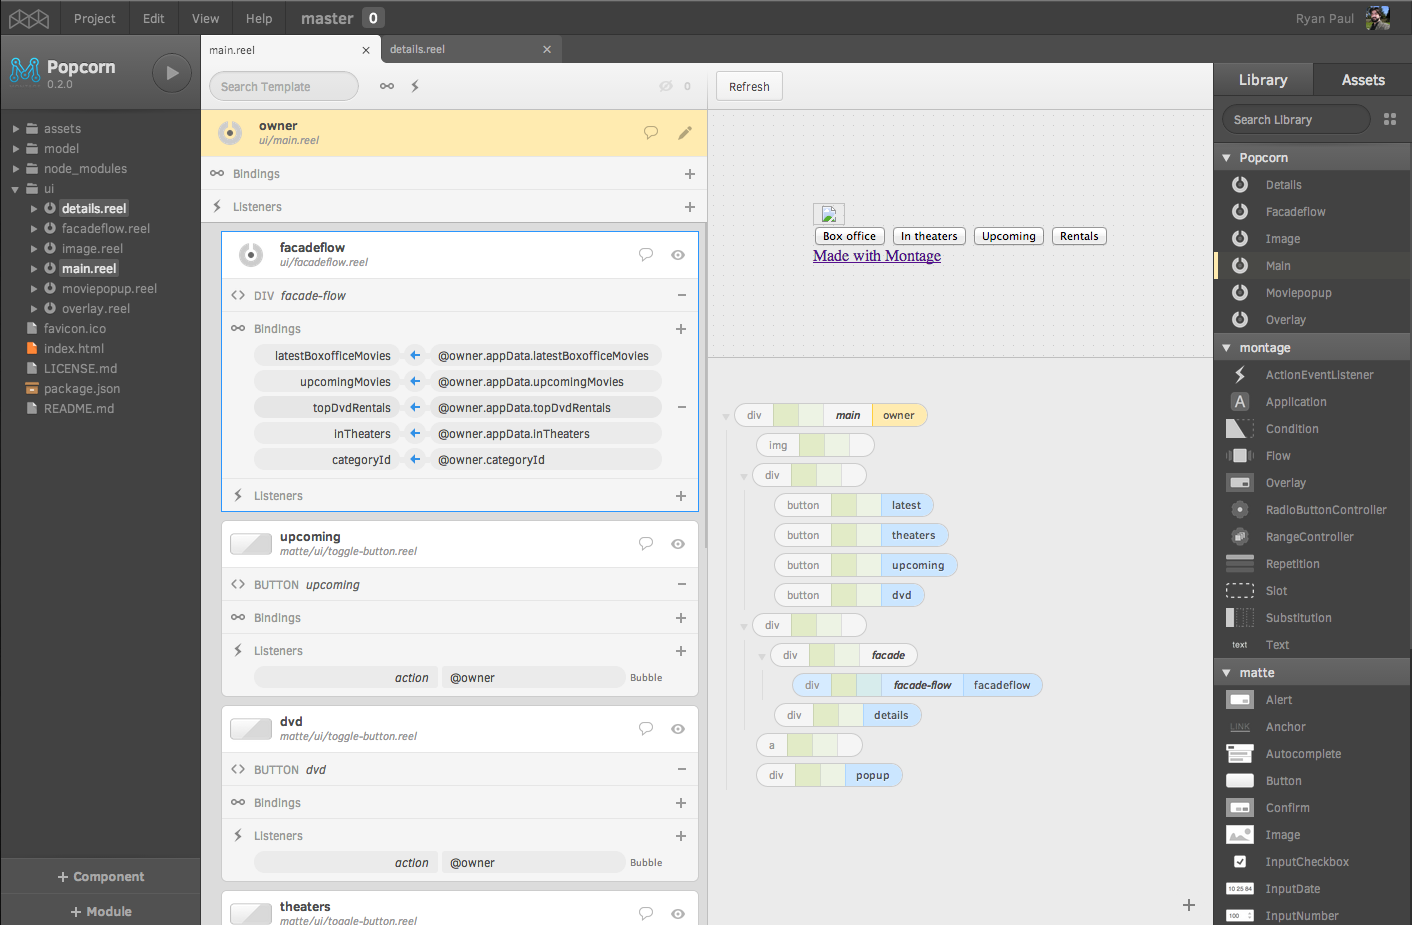 Project Edit View Help master 0 Ryan Paul
Popcorn
0.2.0
assets
model
node_modules
ui
details.reel
facadeflow.reel
image.reel
main.reel
moviepopup.reel
overlay.reel
favicon.ico
index.html
LICENSE.md
package.json
README.md
+ Component
+ Module
main.reel × details.reel ×
Search Template 0
owner
ui/main.reel
Bindings +
Listeners +
facadeflow
ui/facadeflow.reel
<> DIV facade-flow −
Bindings +
latestBoxofficeMovies ← @owner.appData.latestBoxofficeMovies
upcomingMovies ← @owner.appData.upcomingMovies
topDvdRentals ← @owner.appData.topDvdRentals −
inTheaters ← @owner.appData.inTheaters
categoryId ← @owner.categoryId
Listeners +
upcoming
matte/ui/toggle-button.reel
<> BUTTON upcoming −
Bindings +
Listeners +
action @owner Bubble
dvd
matte/ui/toggle-button.reel
<> BUTTON dvd −
Bindings +
Listeners +
action @owner Bubble
theaters
matte/ui/toggle-button.reel
Refresh
Box office In theaters Upcoming Rentals
Made with Montage
div main owner
img
div
button latest
button theaters
button upcoming
button dvd
div
div facade
div facade-flow facadeflow
div details
a
div popup
+
Library Assets
Search Library
Popcorn
Details
Facadeflow
Image
Main
Moviepopup
Overlay
montage
ActionEventListener
A Application
Condition
Flow
Overlay
RadioButtonController
RangeController
Repetition
Slot
Substitution
text Text
matte
Alert
LINK Anchor
Autocomplete
Button
Confirm
Image
InputCheckbox
10 25 84 InputDate
100 InputNumber